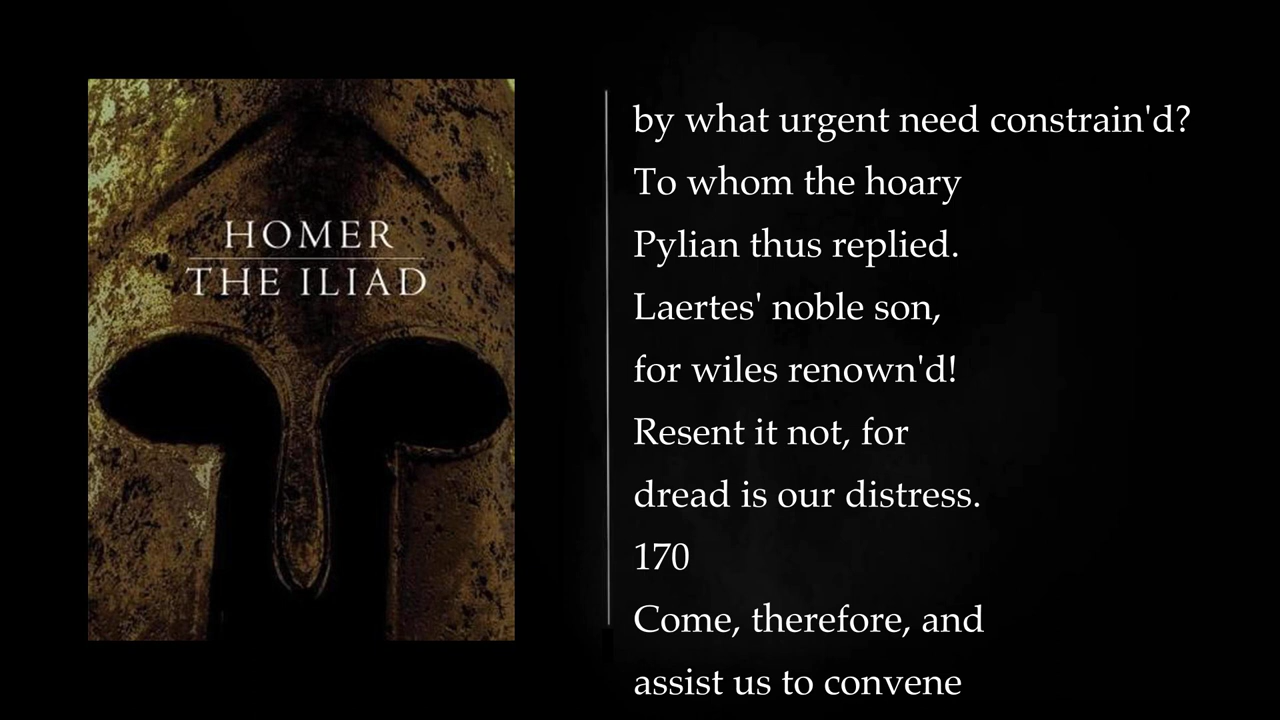 HOMER
THE ILIAD
by what urgent need constrain'd?
To whom the hoary
Pylian thus replied.
Laertes' noble son,
for wiles renown'd!
Resent it not, for
dread is our distress.
170
Come, therefore, and
assist us to convene